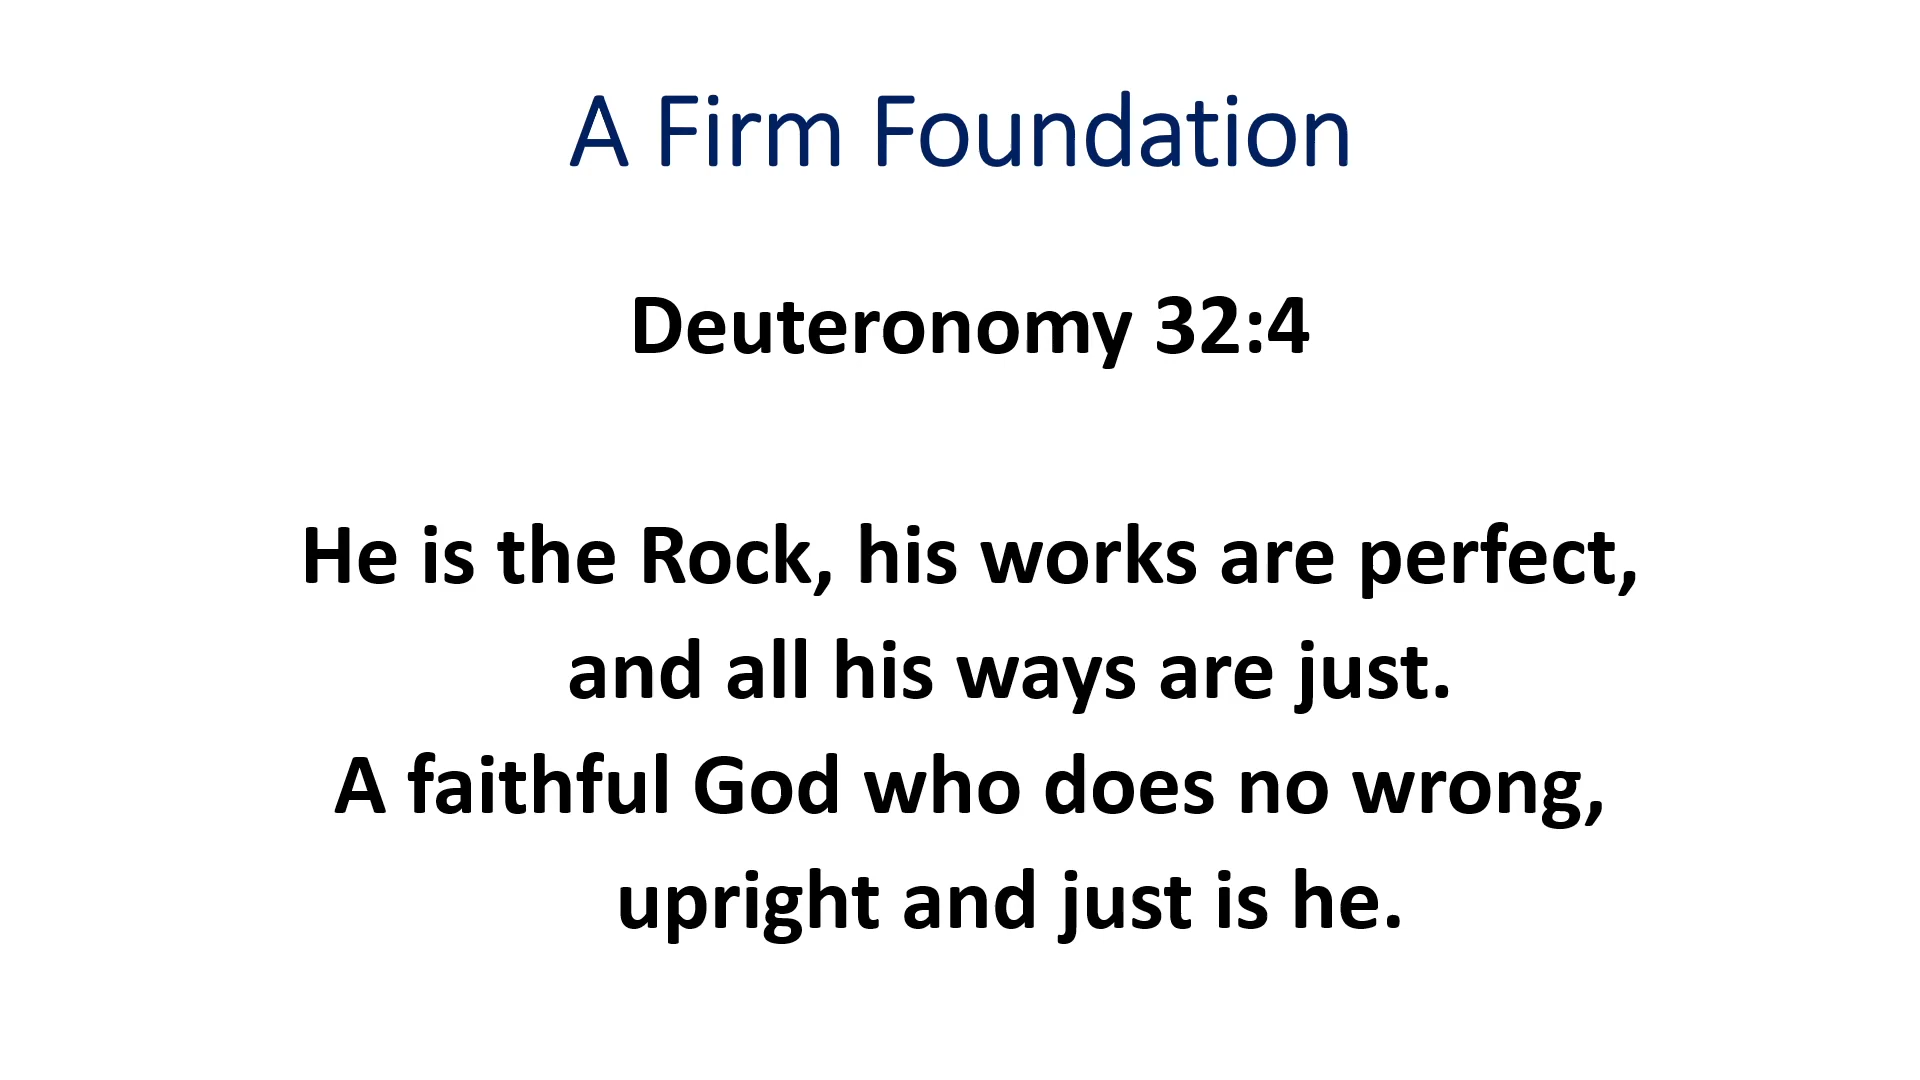 A Firm Foundation
Deuteronomy 32:4
He is the Rock, his works are perfect,
and all his ways are just.
A faithful God who does no wrong,
upright and just is he.